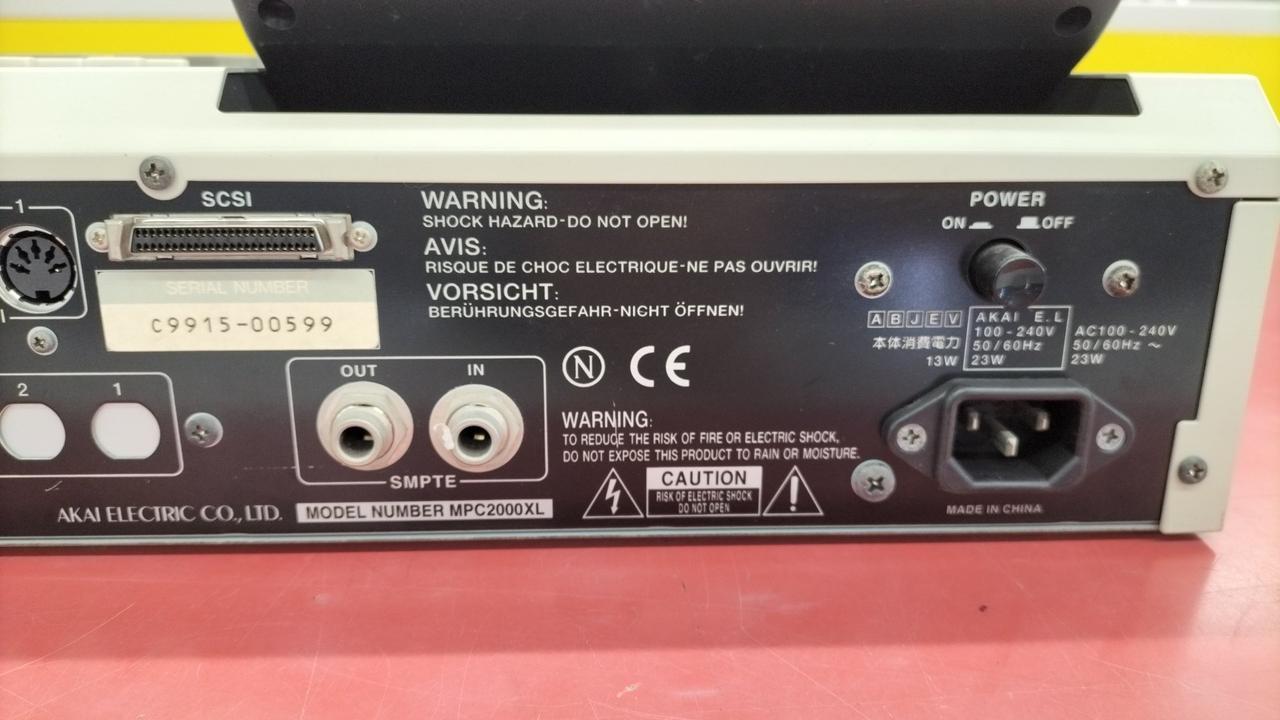 1
SCSI
SERIAL NUMBER
C9915-00599
2
1
OUT
IN
SMPTE
AKAI ELECTRIC CO., LTD.
MODEL NUMBER MPC2000XL
WARNING:
SHOCK HAZARD-DO NOT OPEN!
AVIS:
RISQUE DE CHOC ELECTRIQUE-NE PAS OUVRIR!
VORSICHT:
BERÜHRUNGSGEFAHR-NICHT ÖFFNEN!
N
CE
WARNING:
TO REDUCE THE RISK OF FIRE OR ELECTRIC SHOCK,
DO NOT EXPOSE THIS PRODUCT TO RAIN OR MOISTURE.
CAUTION
RISK OF ELECTRIC SHOCK
DO NOT OPEN
!
POWER
ON
OFF
A B J E V
本体消費電力
13W
AKAI E.L
100-240V
50/60Hz
23W
AC100-240V
50/60Hz ~
23W
MADE IN CHINA